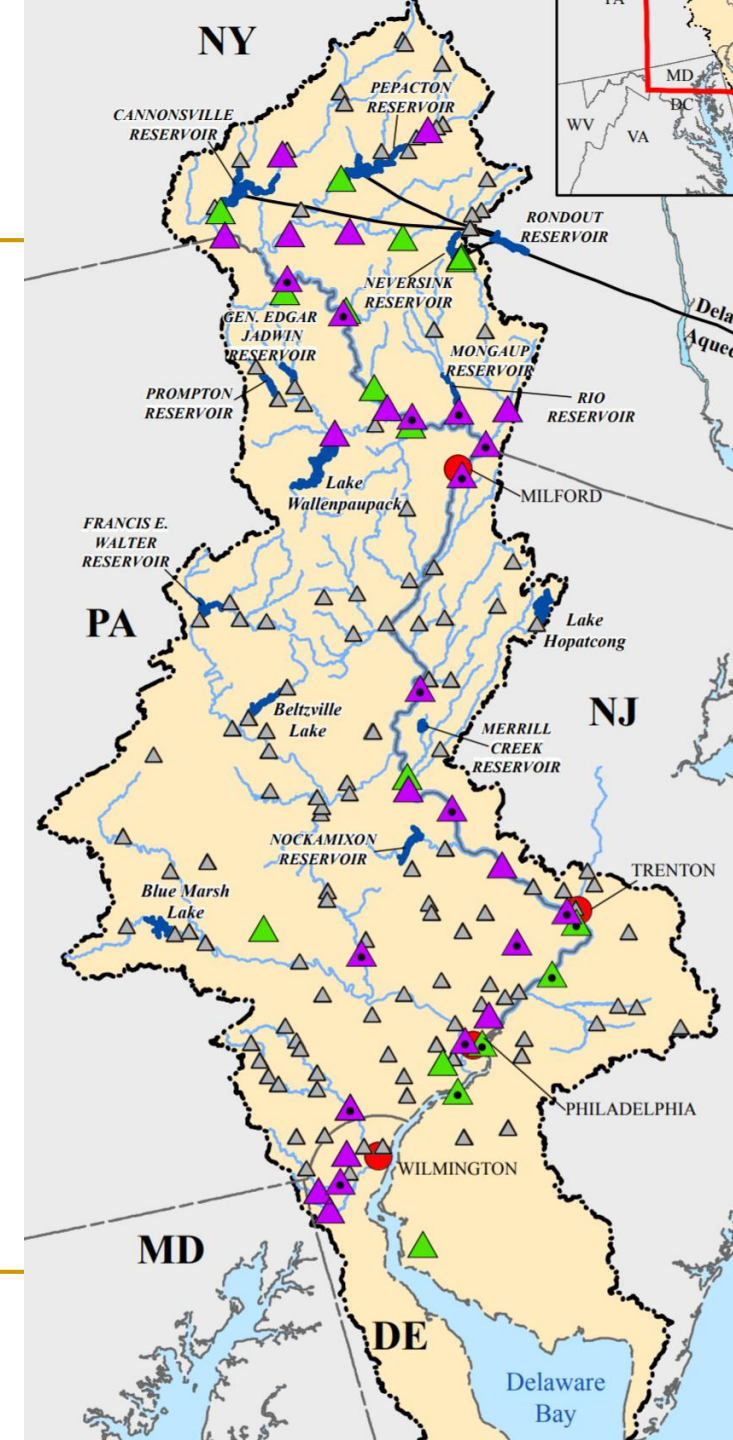 PA
NY
MD
DC
WV
VA
PEPACTON
RESERVOIR
CANNONSVILLE
RESERVOIR
RONDOUT
RESERVOIR
NEVERSINK
RESERVOIR
GEN. EDGAR
JADWIN
RESERVOIR
MONGAUP
RESERVOIR
PROMPTON
RESERVOIR
RIO
RESERVOIR
Lake
Wallenpaupack
MILFORD
FRANCIS E.
WALTER
RESERVOIR
PA
Lake
Hopatcong
NJ
Beltzville
Lake
MERRILL
CREEK
RESERVOIR
NOCKAMIXON
RESERVOIR
TRENTON
Blue Marsh
Lake
PHILADELPHIA
WILMINGTON
MD
DE
Delaware
Bay